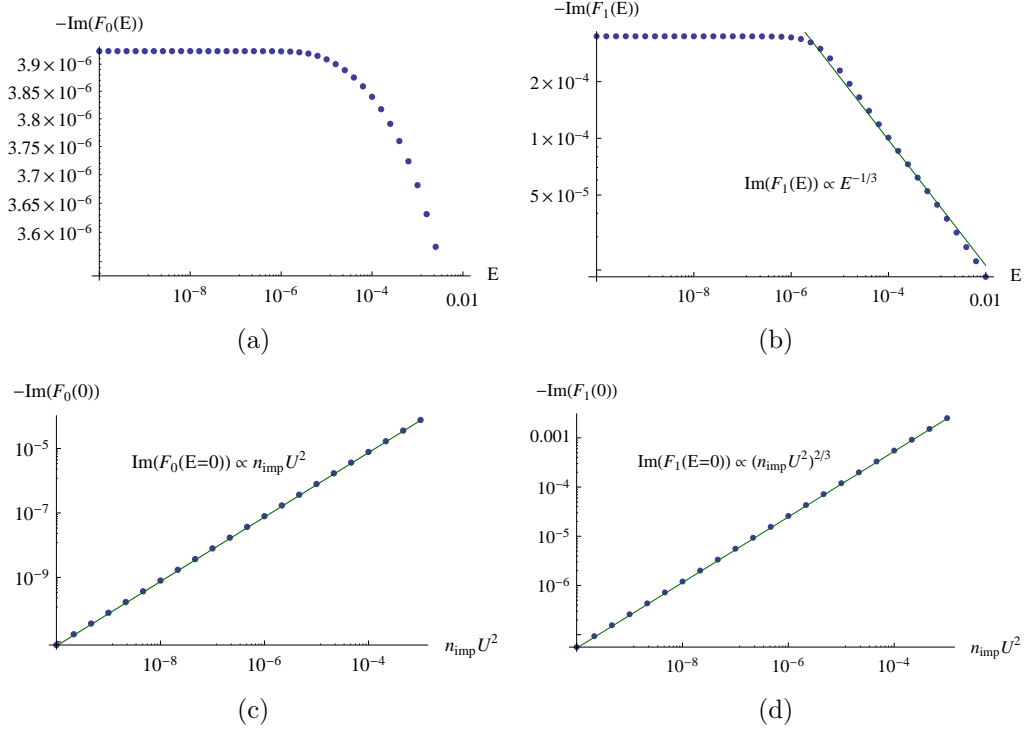 −Im(F₀(E))
3.9×10⁻⁶
3.85×10⁻⁶
3.8×10⁻⁶
3.75×10⁻⁶
3.7×10⁻⁶
3.65×10⁻⁶
3.6×10⁻⁶
10⁻⁸
10⁻⁶
10⁻⁴
0.01
E
(a)
−Im(F₁(E))
2×10⁻⁴
1×10⁻⁴
5×10⁻⁵
Im(F₁(E)) ∝ E^{−1/3}
10⁻⁸
10⁻⁶
10⁻⁴
0.01
E
(b)
−Im(F₀(0))
10⁻⁵
10⁻⁷
10⁻⁹
Im(F₀(E=0)) ∝ n_imp U²
10⁻⁸
10⁻⁶
10⁻⁴
n_imp U²
(c)
−Im(F₁(0))
0.001
10⁻⁴
10⁻⁵
10⁻⁶
Im(F₁(E=0)) ∝ (n_imp U²)^{2/3}
10⁻⁸
10⁻⁶
10⁻⁴
n_imp U²
(d)